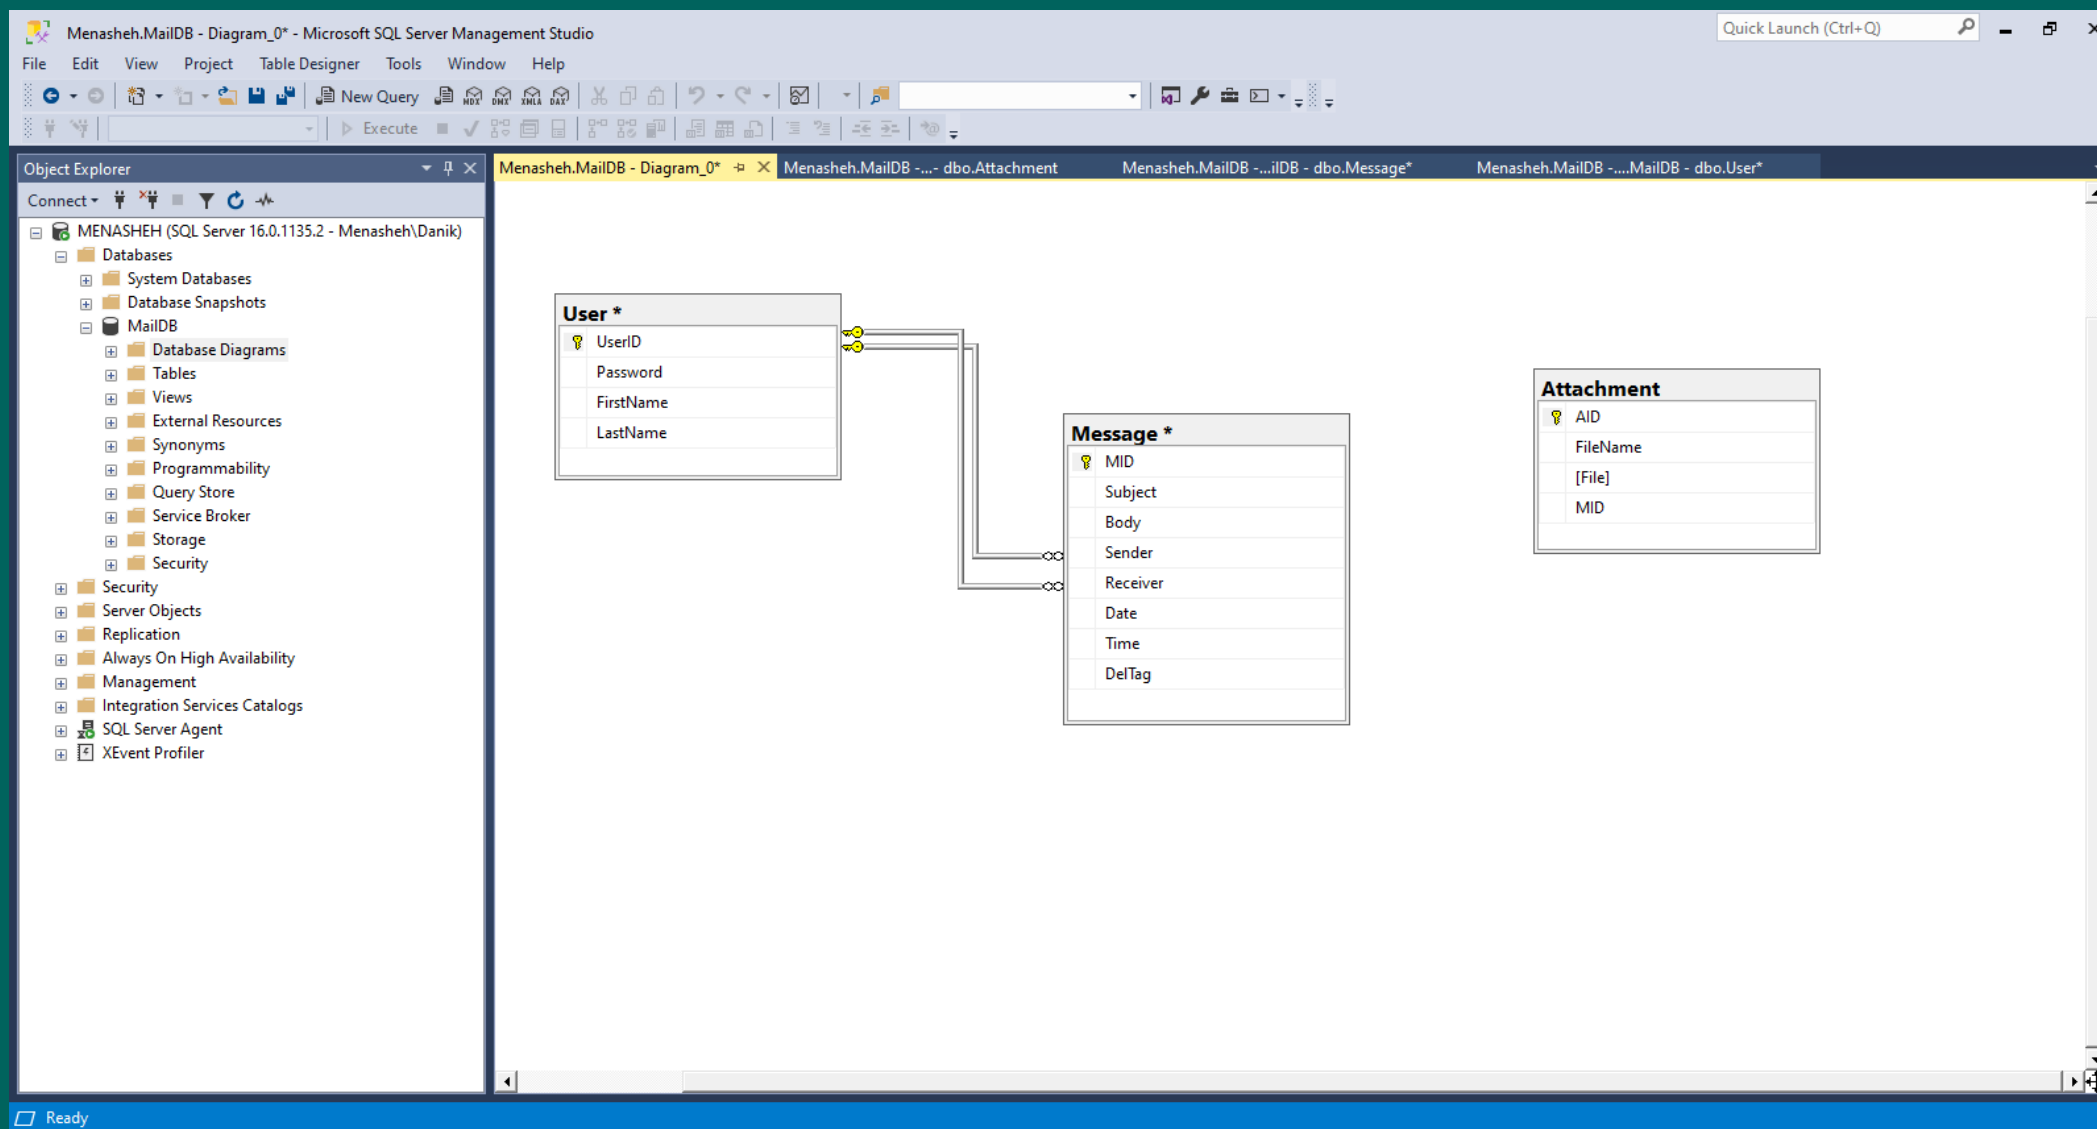 Menasheh.MailDB - Diagram_0* - Microsoft SQL Server Management Studio
Quick Launch (Ctrl+Q)
File Edit View Project Table Designer Tools Window Help
New Query MDX DMX XMLA DAX
Execute
Object Explorer
Menasheh.MailDB - Diagram_0* Menasheh.MailDB -...- dbo.Attachment Menasheh.MailDB -...ilDB - dbo.Message* Menasheh.MailDB -....MailDB - dbo.User*
Connect
MENASHEH (SQL Server 16.0.1135.2 - Menasheh\Danik)
Databases
System Databases
Database Snapshots
MailDB
Database Diagrams
Tables
Views
External Resources
Synonyms
Programmability
Query Store
Service Broker
Storage
Security
Security
Server Objects
Replication
Always On High Availability
Management
Integration Services Catalogs
SQL Server Agent
XEvent Profiler
User *
UserID
Password
FirstName
LastName
Message *
MID
Subject
Body
Sender
Receiver
Date
Time
DelTag
Attachment
AID
FileName
[File]
MID
Ready